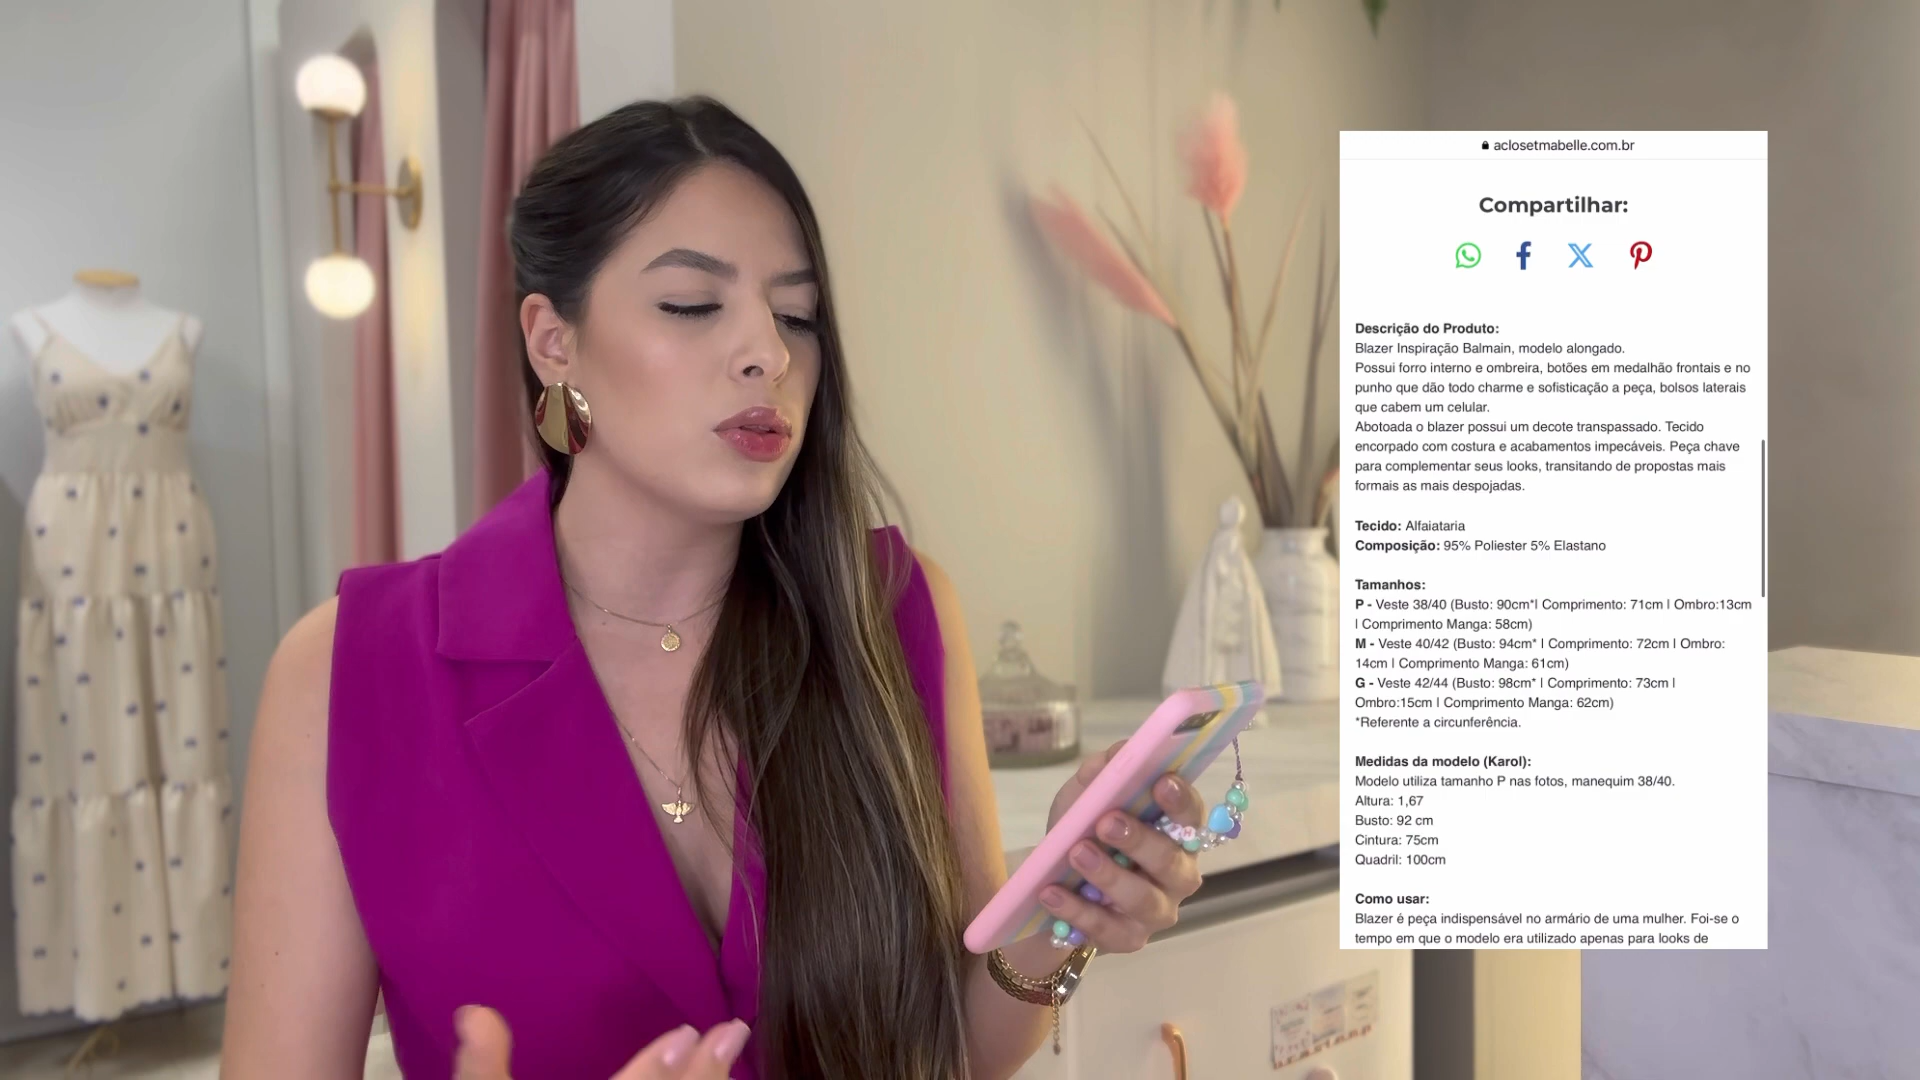 aclosetmabelle.com.br
Compartilhar:
Descrição do Produto:
Blazer Inspiração Balmain, modelo alongado.
Possui forro interno e ombreira, botões em medalhão frontais e no
punho que dão todo charme e sofisticação a peça, bolsos laterais
que cabem um celular.
Abotoada o blazer possui um decote transpassado. Tecido
encorpado com costura e acabamentos impecáveis. Peça chave
para complementar seus looks, transitando de propostas mais
formais as mais despojadas.
Tecido: Alfaiataria
Composição: 95% Poliester 5% Elastano
Tamanhos:
P - Veste 38/40 (Busto: 90cm*| Comprimento: 71cm | Ombro:13cm
| Comprimento Manga: 58cm)
M - Veste 40/42 (Busto: 94cm* | Comprimento: 72cm | Ombro:
14cm | Comprimento Manga: 61cm)
G - Veste 42/44 (Busto: 98cm* | Comprimento: 73cm |
Ombro:15cm | Comprimento Manga: 62cm)
*Referente a circunferência.
Medidas da modelo (Karol):
Modelo utiliza tamanho P nas fotos, manequim 38/40.
Altura: 1,67
Busto: 92 cm
Cintura: 75cm
Quadril: 100cm
Como usar:
Blazer é peça indispensável no armário de uma mulher. Foi-se o
tempo em que o modelo era utilizado apenas para looks de